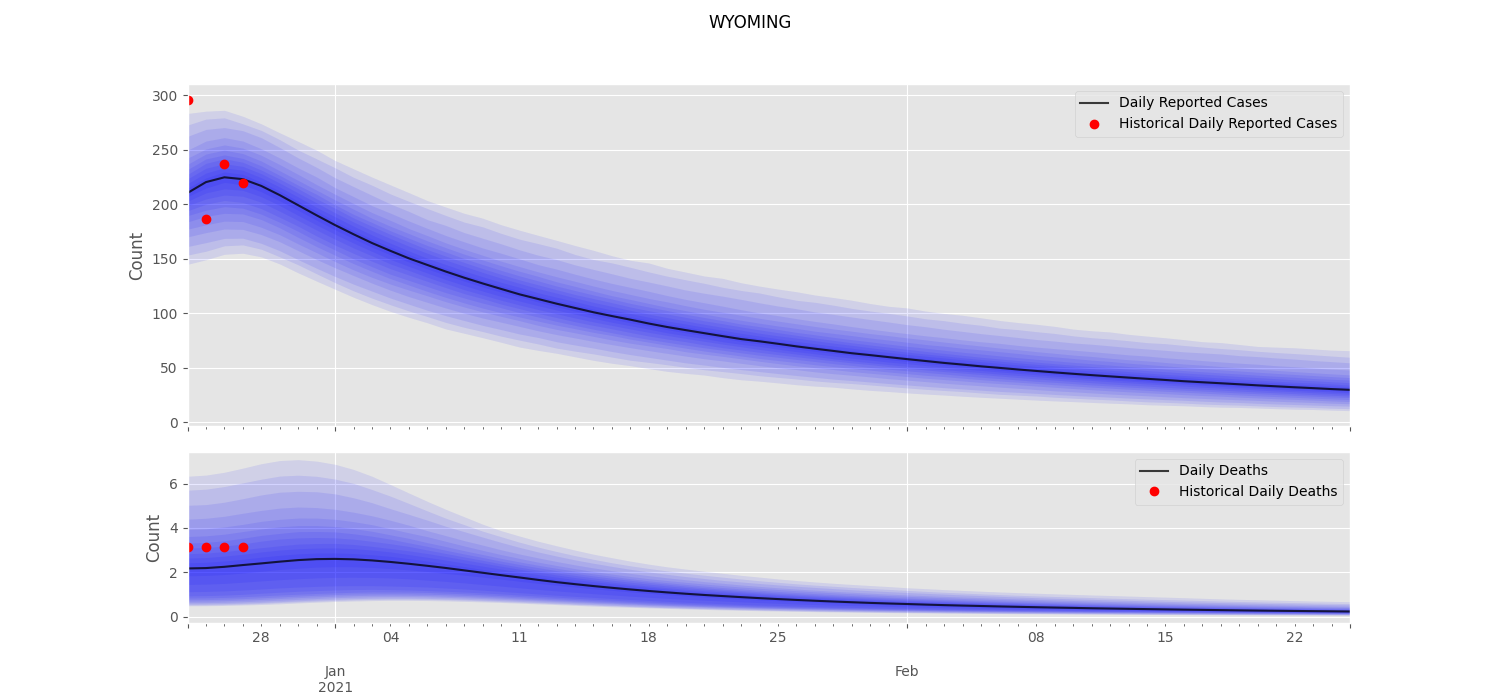 WYOMING
300
250
200
150
100
50
0
Count
Daily Reported Cases
Historical Daily Reported Cases
6
4
2
0
Count
Daily Deaths
Historical Daily Deaths
28 04 11 18 25 08 15 22
Jan Feb
2021